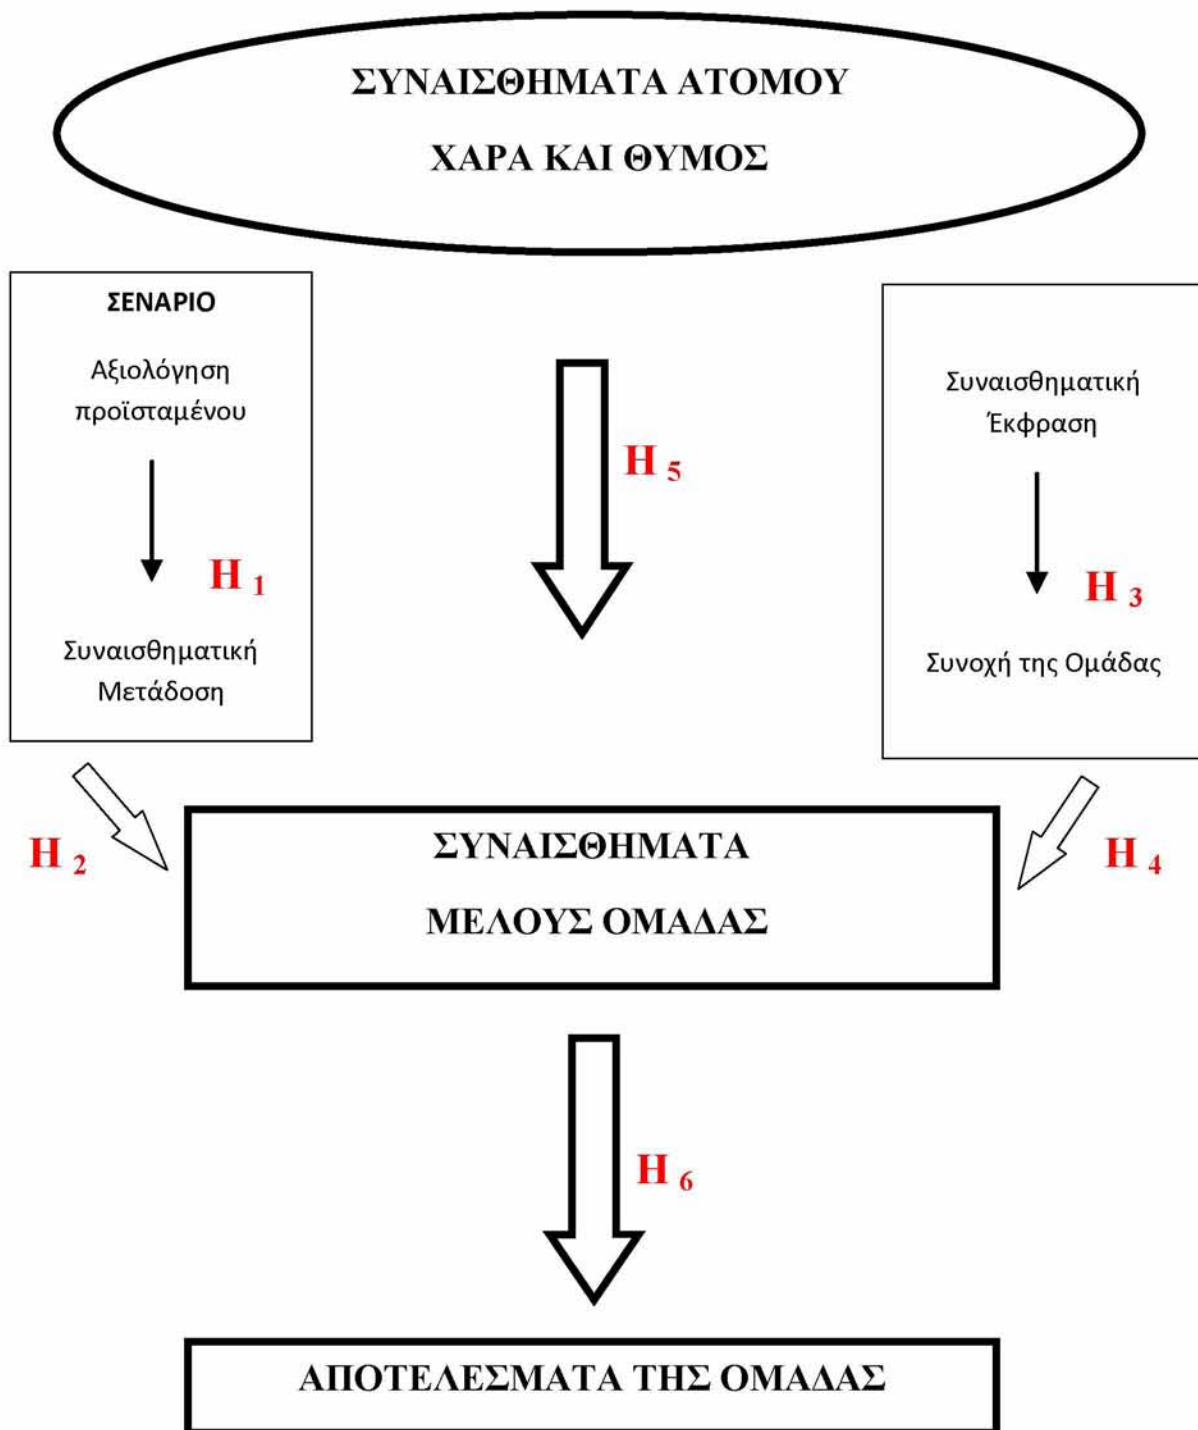 ΣΥΝΑΙΣΘΗΜΑΤΑ ΑΤΟΜΟΥ
ΧΑΡΑ ΚΑΙ ΘΥΜΟΣ
ΣΕΝΑΡΙΟ
Αξιολόγηση
προϊσταμένου
H 1
Συναισθηματική
Μετάδοση
H 5
Συναισθηματική
Έκφραση
H 3
Συνοχή της Ομάδας
H 2
ΣΥΝΑΙΣΘΗΜΑΤΑ
ΜΕΛΟΥΣ ΟΜΑΔΑΣ
H 4
H 6
ΑΠΟΤΕΛΕΣΜΑΤΑ ΤΗΣ ΟΜΑΔΑΣ